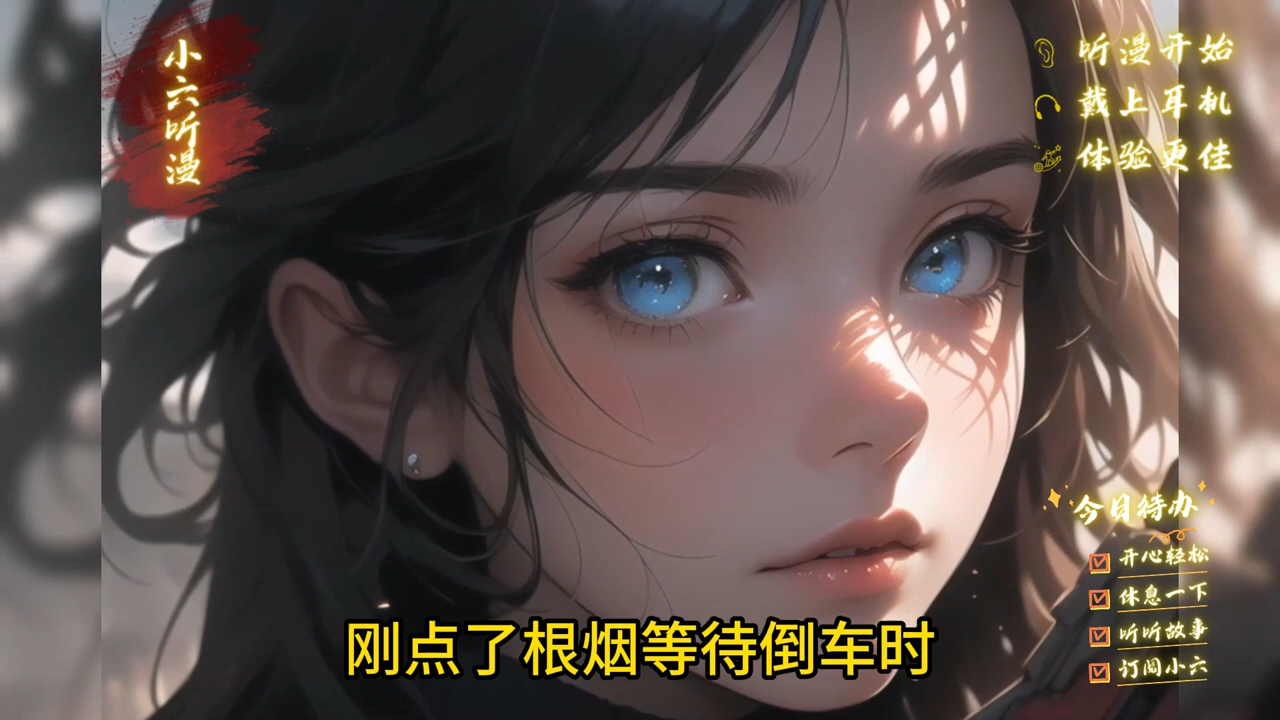 小六听漫
听漫开始
戴上耳机
体验更佳
今日待办
开心轻松
休息一下
听听故事
订阅小六
刚点了根烟等待倒车时